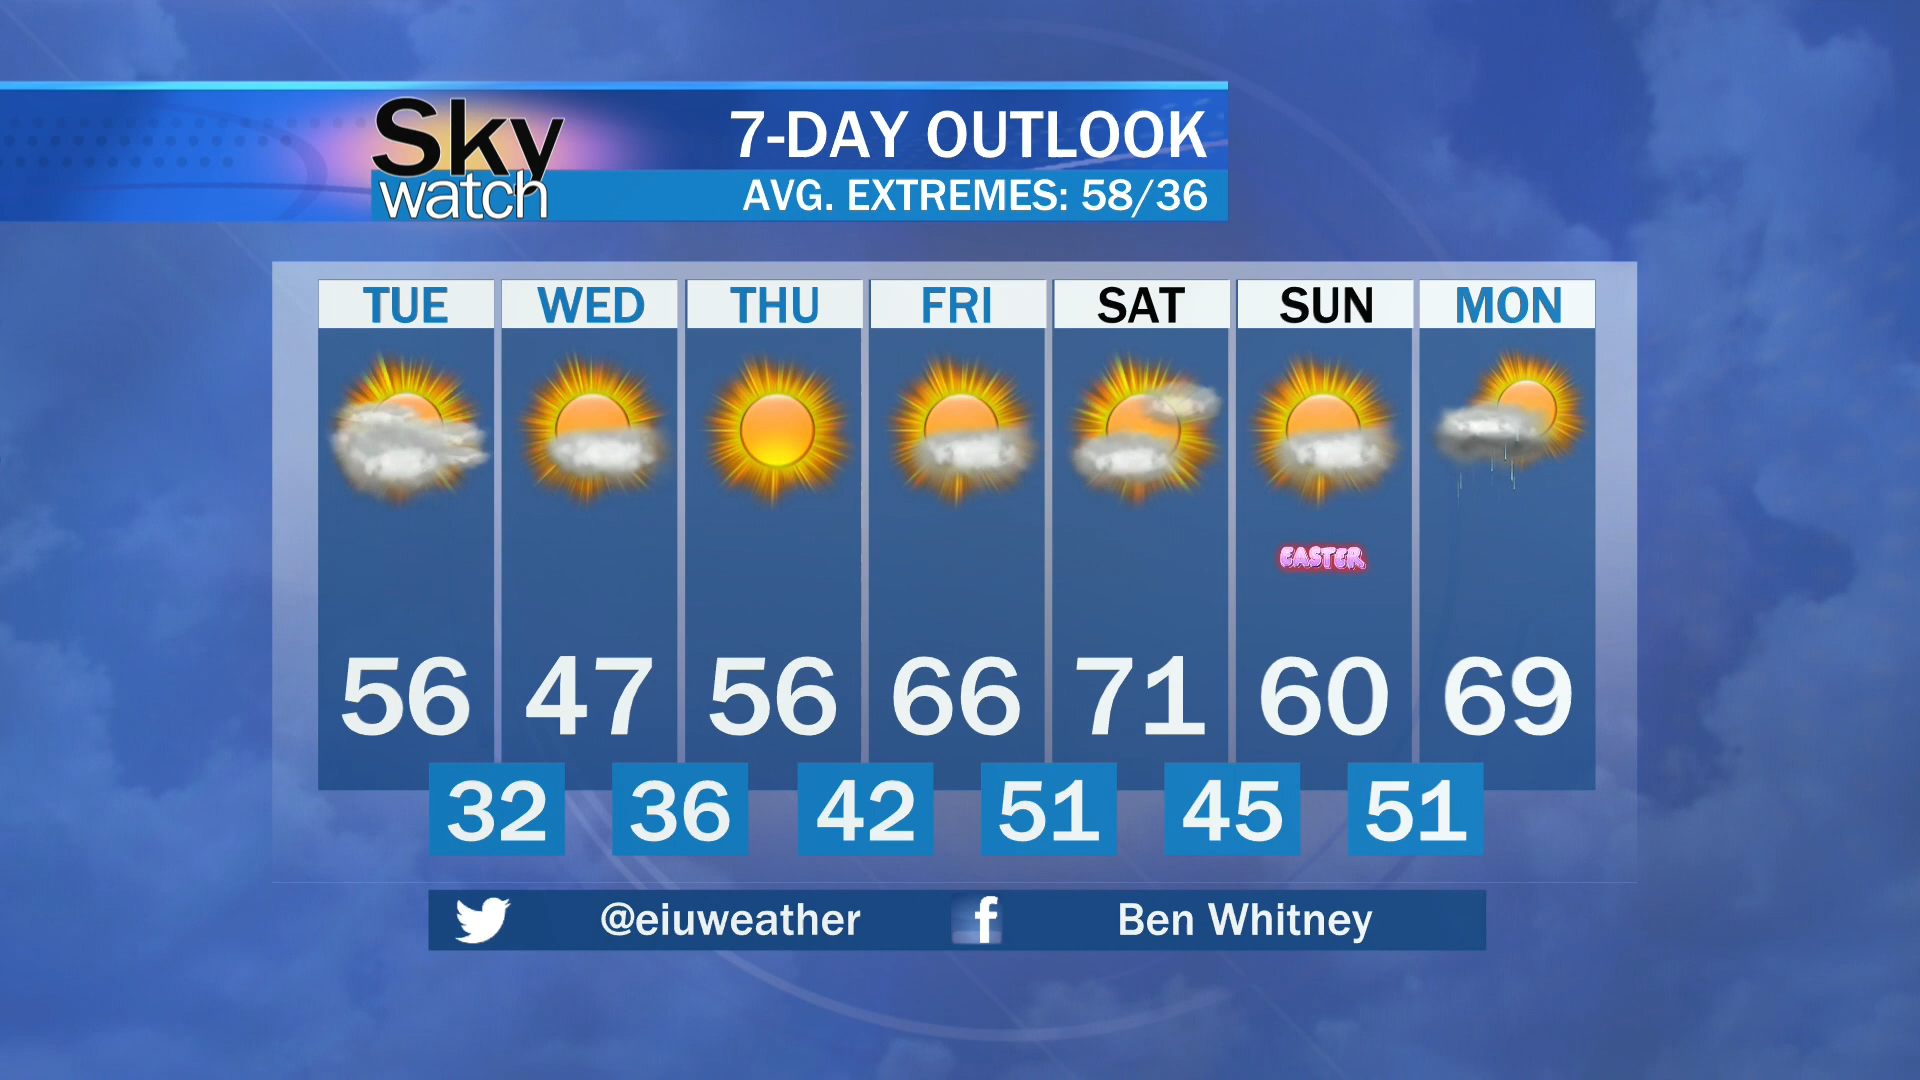 Sky
watch
7-DAY OUTLOOK
AVG. EXTREMES: 58/36
TUE WED THU FRI SAT SUN MON
EASTER
56 47 56 66 71 60 69
32 36 42 51 45 51
@eiuweather f Ben Whitney